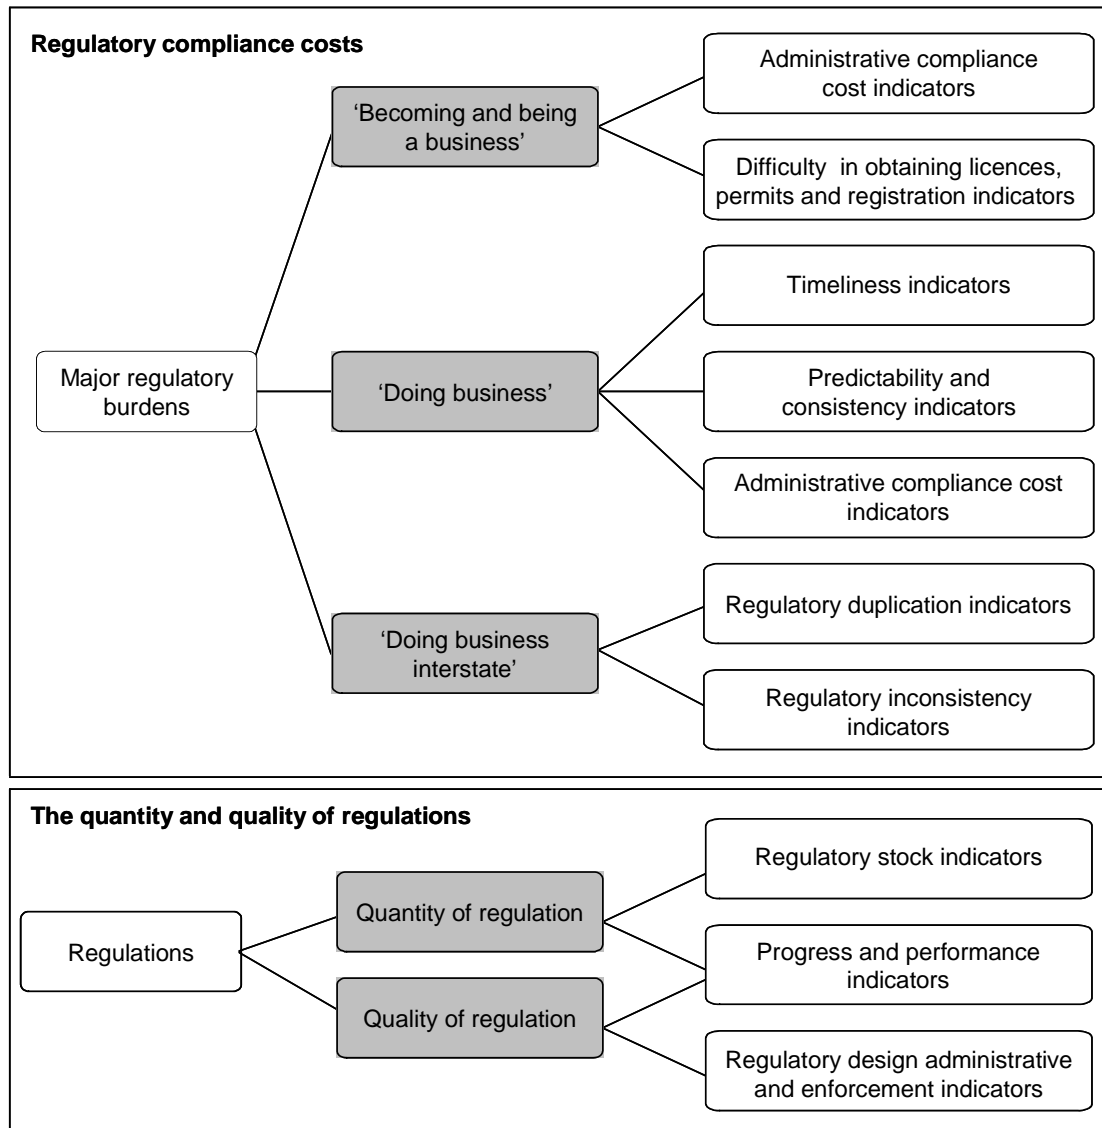 Regulatory compliance costs
Administrative compliance
cost indicators
‘Becoming and being
a business’
Difficulty in obtaining licences,
permits and registration indicators
Timeliness indicators
Major regulatory
burdens
‘Doing business’
Predictability and
consistency indicators
Administrative compliance cost
indicators
‘Doing business
interstate’
Regulatory duplication indicators
Regulatory inconsistency
indicators
The quantity and quality of regulations
Regulatory stock indicators
Quantity of regulation
Regulations
Progress and performance
indicators
Quality of regulation
Regulatory design administrative
and enforcement indicators